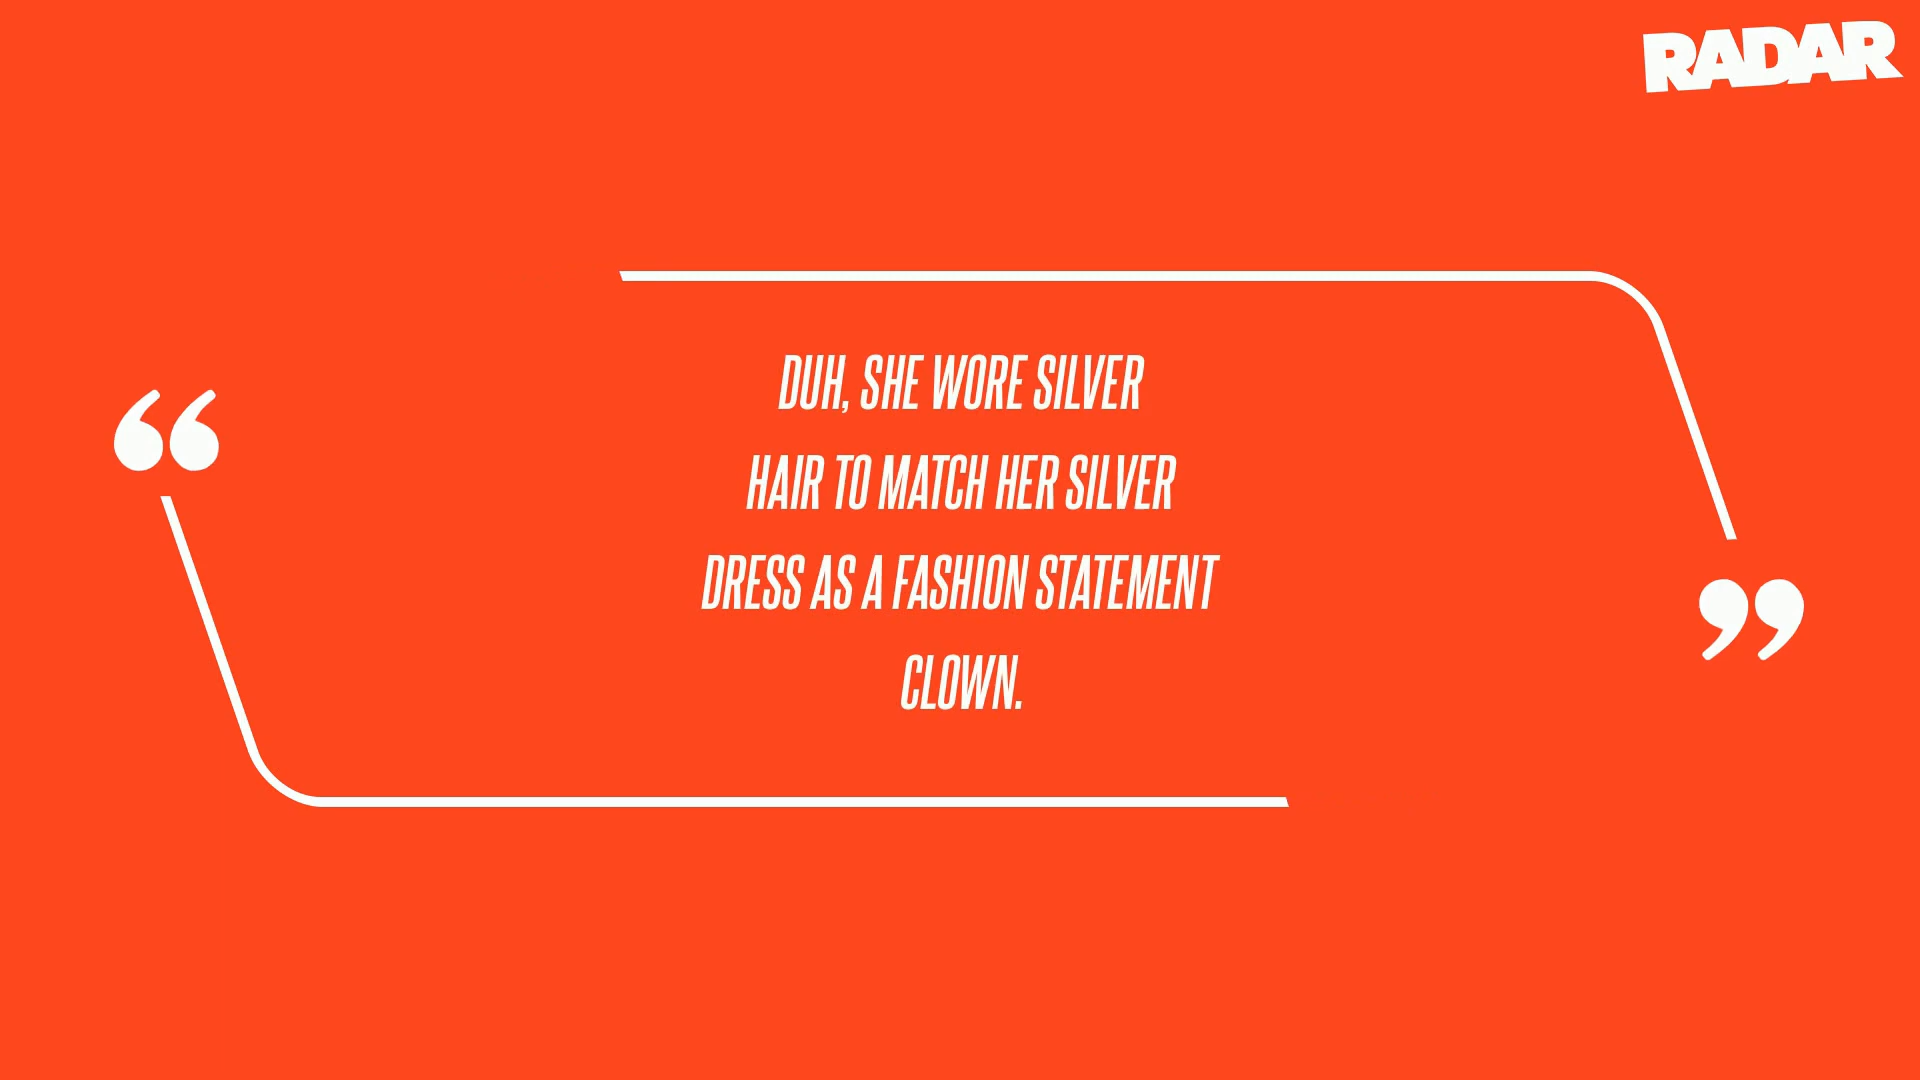 RADAR
DUH, SHE WORE SILVER
HAIR TO MATCH HER SILVER
DRESS AS A FASHION STATEMENT
CLOWN.